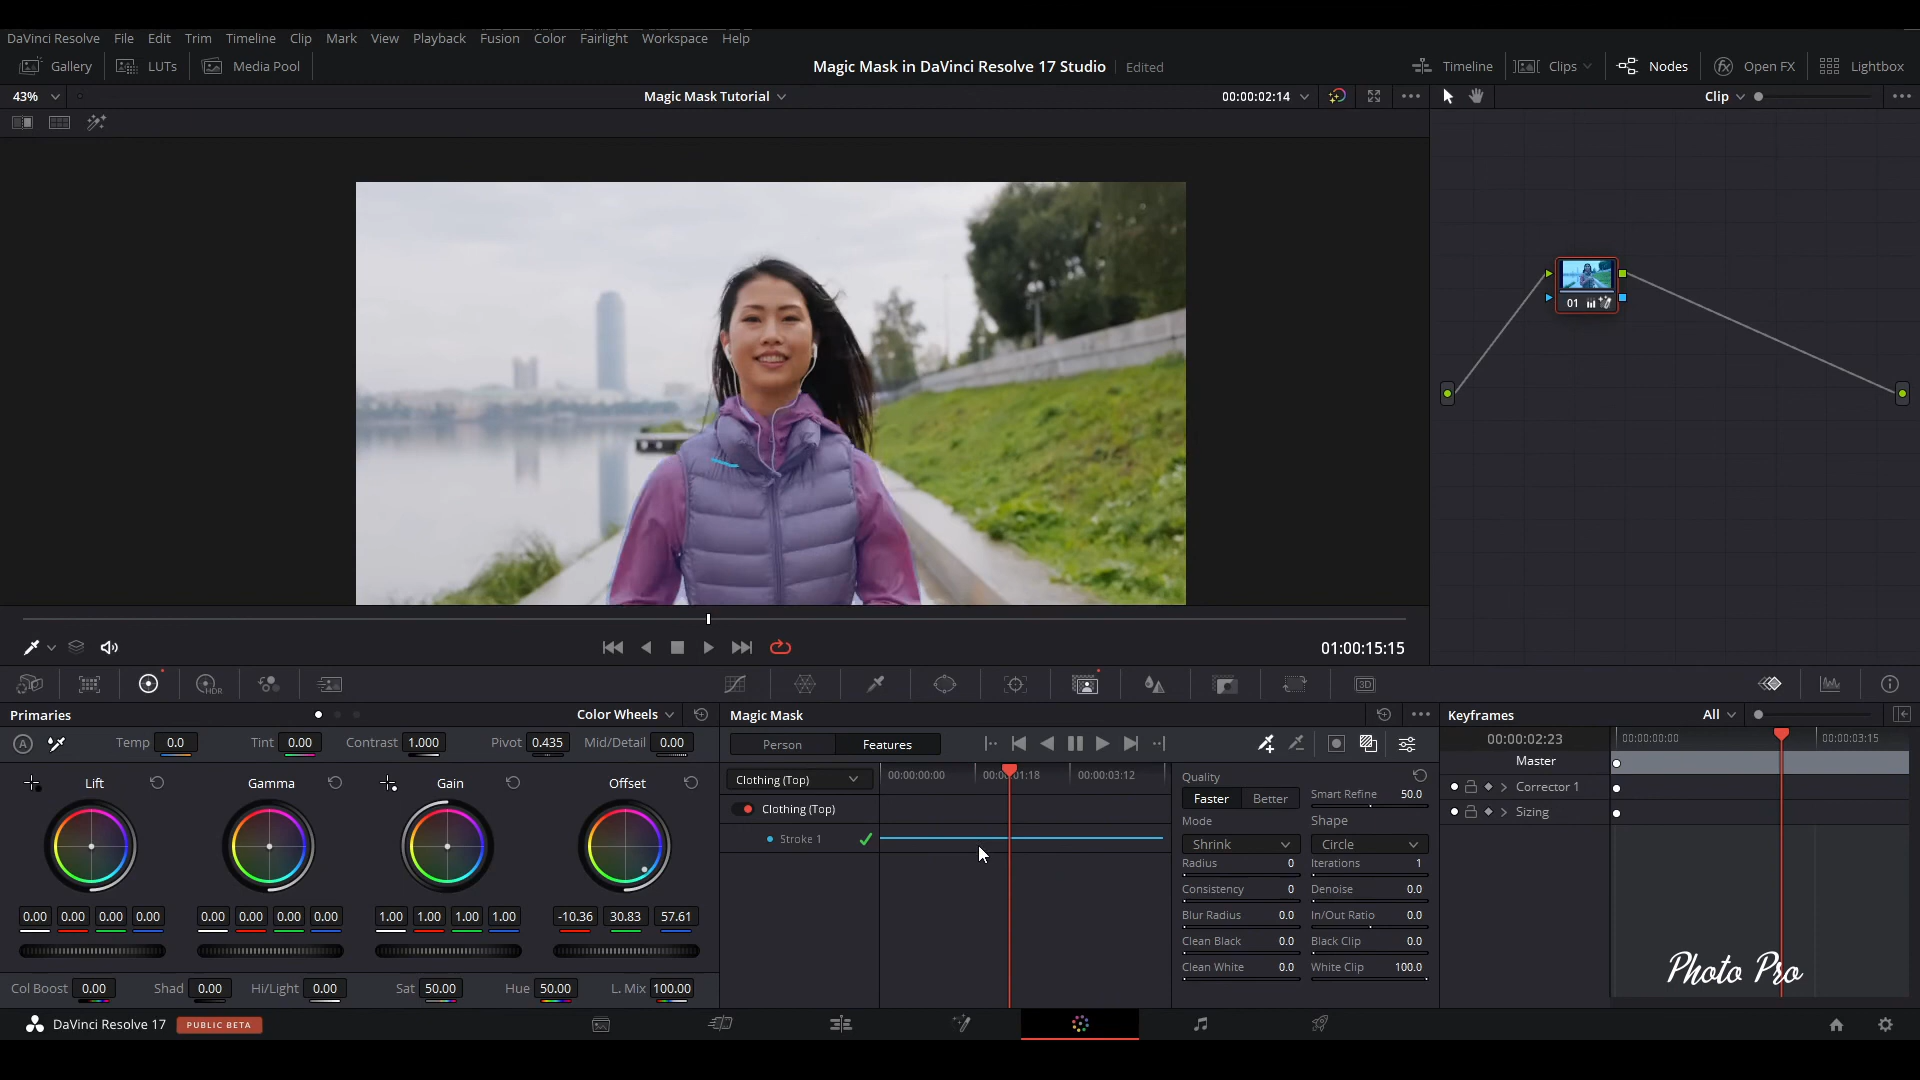 DaVinci Resolve File Edit Trim Timeline Clip Mark View Playback Fusion Color Fairlight Workspace Help
Gallery LUTs Media Pool Magic Mask in DaVinci Resolve 17 Studio Edited Timeline Clips Nodes Open FX Lightbox
43% Magic Mask Tutorial 00:00:02:14 Clip
01
01:00:15:15
Primaries Color Wheels Magic Mask Keyframes All
A Temp 0.0 Tint 0.00 Contrast 1.000 Pivot 0.435 Mid/Detail 0.00 Person Features 00:00:02:23 00:00:00:00 00:00:03:15
Master
Lift Gamma Gain Offset Clothing (Top) 00:00:00:00 00:00:01:18 00:00:03:12 Quality
Faster Better Smart Refine 50.0 Corrector 1
Clothing (Top) Mode Shape Sizing
Stroke 1 Shrink Circle
Radius 0 Iterations 1
Consistency 0 Denoise 0.0
0.00 0.00 0.00 0.00 0.00 0.00 0.00 0.00 1.00 1.00 1.00 1.00 -10.36 30.83 57.61 Blur Radius 0.0 In/Out Ratio 0.0
Clean Black 0.0 Black Clip 0.0
Clean White 0.0 White Clip 100.0 Photo Pro
Col Boost 0.00 Shad 0.00 Hi/Light 0.00 Sat 50.00 Hue 50.00 L. Mix 100.00
DaVinci Resolve 17 PUBLIC BETA
HDR
3D